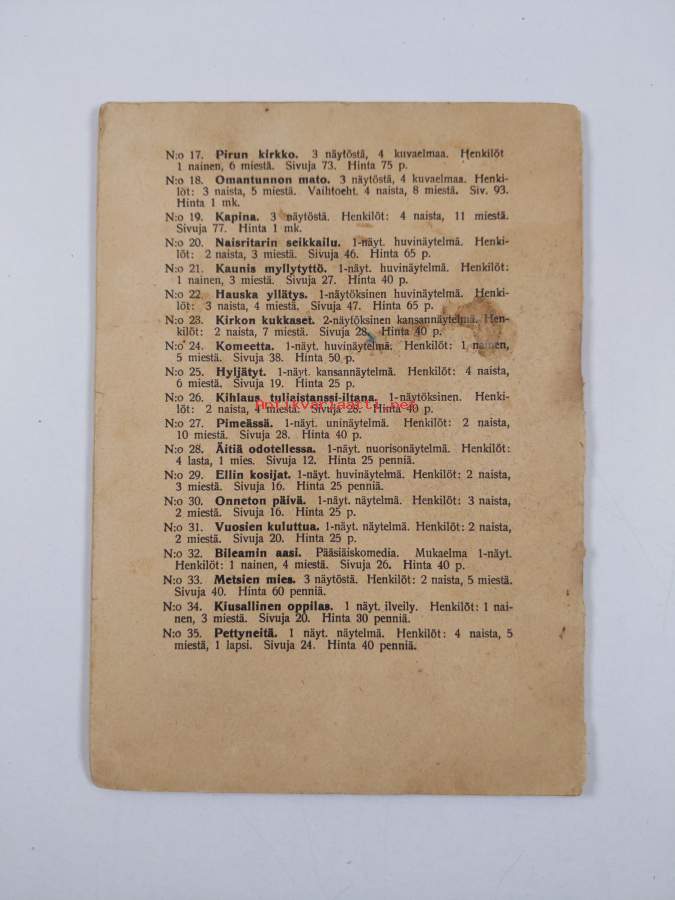 N:o 17. Pirun kirkko. 3 näytöstä, 4 kuvaelmaa. Henkilöt
1 nainen, 6 miestä. Sivuja 73. Hinta 75 p.
N:o 18. Omantunnon mato. 3 näytöstä, 4 kuvaelmaa. Henki-
löt: 3 naista, 5 miestä. Vaihtoeht. 4 naista, 8 miestä. Siv. 93.
Hinta 1 mk.
N:o 19. Kapina. 3 näytöstä. Henkilöt: 4 naista, 11 miestä.
Sivuja 77. Hinta 1 mk.
N:o 20. Naisritarin seikkailu. 1-näyt. huvinäytelmä. Henki-
löt: 2 naista, 3 miestä. Sivuja 46. Hinta 65 p.
N:o 21. Kaunis myllytyttö. 1-näyt. huvinäytelmä. Henkilöt:
1 nainen, 3 miestä. Sivuja 27. Hinta 40 p.
N:o 22. Hauska yllätys. 1-näytöksinen huvinäytelmä. Henki-
löt: 3 naista, 4 miestä. Sivuja 47. Hinta 65 p.
N:o 23. Kirkon kukkaset. 2-näytöksinen kansannäytelmä. Hen-
kilöt: 2 naista, 7 miestä. Sivuja 28. Hinta 40 p.
N:o 24. Komeetta. 1-näyt. huvinäytelmä. Henkilöt: 1 nainen,
5 miestä. Sivuja 38. Hinta 50 p.
N:o 25. Hyljätyt. 1-näyt. kansannäytelmä. Henkilöt: 4 naista,
6 miestä. Sivuja 19. Hinta 25 p.
N:o 26. Kihlaus tuliaistanssi-iltana. 1-näytöksinen. Henki-
löt: 2 naista, 4 miestä. Sivuja 28. Hinta 40 p.
Antikvariaatti.net
N:o 27. Pimeässä. 1-näyt. uninäytelmä. Henkilöt: 2 naista,
10 miestä. Sivuja 28. Hinta 40 p.
N:o 28. Äitiä odotellessa. 1-näyt. nuorisonäytelmä. Henkilöt:
4 lasta, 1 mies. Sivuja 12. Hinta 25 penniä.
N:o 29. Ellin kosijat. 1-näyt. huvinäytelmä. Henkilöt: 2 naista,
3 miestä. Sivuja 16. Hinta 25 penniä.
N:o 30. Onneton päivä. 1-näyt. näytelmä. Henkilöt: 3 naista,
2 miestä. Sivuja 16. Hinta 25 p.
N:o 31. Vuosien kuluttua. 1-näyt. näytelmä. Henkilöt: 2 naista,
2 miestä. Sivuja 20. Hinta 25 p.
N:o 32. Bileamin aasi. Pääsiäiskomedia. Mukaelma 1-näyt.
Henkilöt: 1 nainen, 4 miestä. Sivuja 26. Hinta 40 p.
N:o 33. Metsien mies. 3 näytöstä. Henkilöt: 2 naista, 5 miestä.
Sivuja 40. Hinta 60 penniä.
N:o 34. Kiusallinen oppilas. 1 näyt. ilveily. Henkilöt: 1 nai-
nen, 3 miestä. Sivuja 20. Hinta 30 penniä.
N:o 35. Pettyneitä. 1 näyt. näytelmä. Henkilöt: 4 naista, 5
miestä, 1 lapsi. Sivuja 24. Hinta 40 penniä.